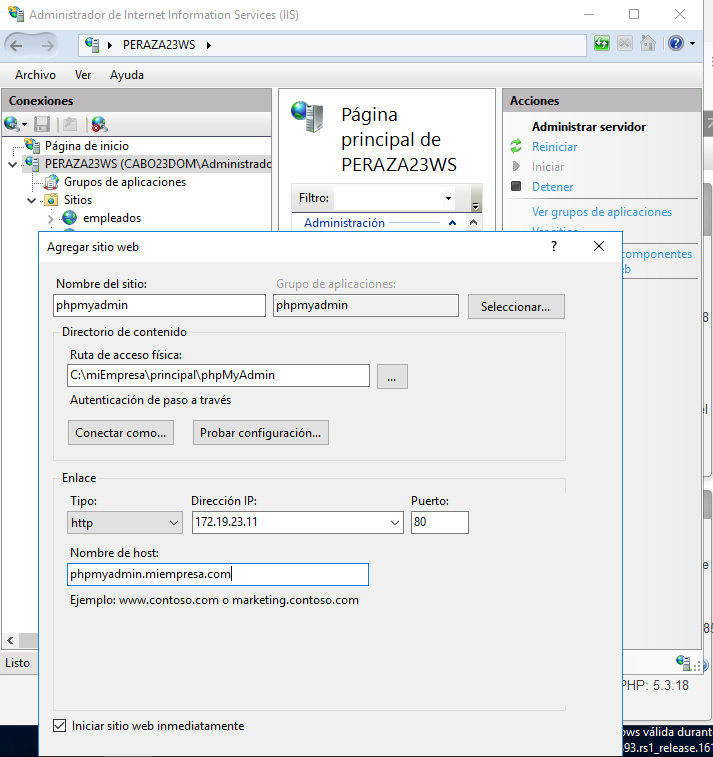 Administrador de Internet Information Services (IIS)
PERAZA23WS
Archivo Ver Ayuda
Conexiones
Página de inicio
PERAZA23WS (CABO23DOM\Administrado
Grupos de aplicaciones
Sitios
empleados
Página
principal de
PERAZA23WS
Filtro:
Administración
Acciones
Administrar servidor
Reiniciar
Iniciar
Detener
Ver grupos de aplicaciones
Ver sitios
componentes
eb
Agregar sitio web
?
Nombre del sitio:
phpmyadmin
Grupo de aplicaciones:
phpmyadmin
Seleccionar...
Directorio de contenido
Ruta de acceso física:
C:\miEmpresa\principal\phpMyAdmin
...
Autenticación de paso a través
Conectar como...
Probar configuración...
Enlace
Tipo:
http
Dirección IP:
172.19.23.11
Puerto:
80
Nombre de host:
phpmyadmin.miempresa.com
Ejemplo: www.contoso.com o marketing.contoso.com
Iniciar sitio web inmediatamente
Listo
8
el
e
85
PHP: 5.3.18
ows válida durant
93.rs1_release.161